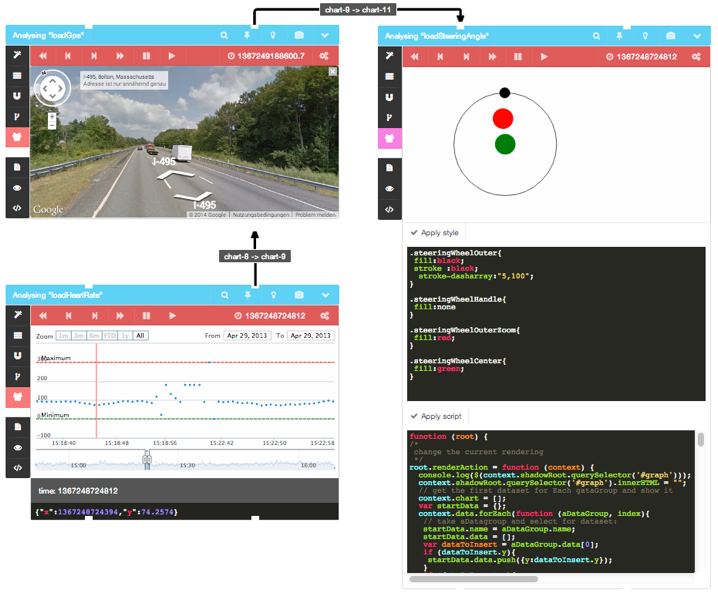 chart-9 -> chart-11
Analysing "loadGps"
1367249188600.7
I-495, Bolton, Massachusetts
Adresse ist nur annähernd genau
I-495
I-495
Google
© 2014 Google
Nutzungsbedingungen
Problem melden
chart-8 -> chart-9
Analysing "loadHeartRate"
1367248724812
Zoom 1m 3m 6m YTD 1y All From Apr 29, 2013 To Apr 29, 2013
Maximum
200
100
Minimum
-100
15:18:40 15:18:48 15:18:56 15:22:42 15:22:50 15:22:58
15:00 15:30 16:00
time: 1367248724812
{"x":1367248724394,"y":74.2574}
Analysing "loadSteeringAngle"
1367248724812
Apply style
.steeringWheelOuter{
fill:black;
stroke :black;
stroke-dasharray:"5,100";
}
.steeringWheelHandle{
fill:none
}
.steeringWheelOuterZoom{
fill:red;
}
.steeringWheelCenter{
fill:green;
}
Apply script
function (root) {
/*
change the current rendering
*/
root.renderAction = function (context) {
console.log($(context.shadowRoot.querySelector('#graph')));
context.shadowRoot.querySelector('#graph').innerHTML = "";
// get the first dataset for Each gataGroup and show it
context.chart = [];
var startData = {};
context.data.forEach(function (aDataGroup, index){
// take aDatagroup and select for dataset:
startData.name = aDataGroup.name;
startData.data = [];
var dataToInsert = aDataGroup.data[0];
if (dataToInsert.y){
startData.data.push({y:dataToInsert.y});
}